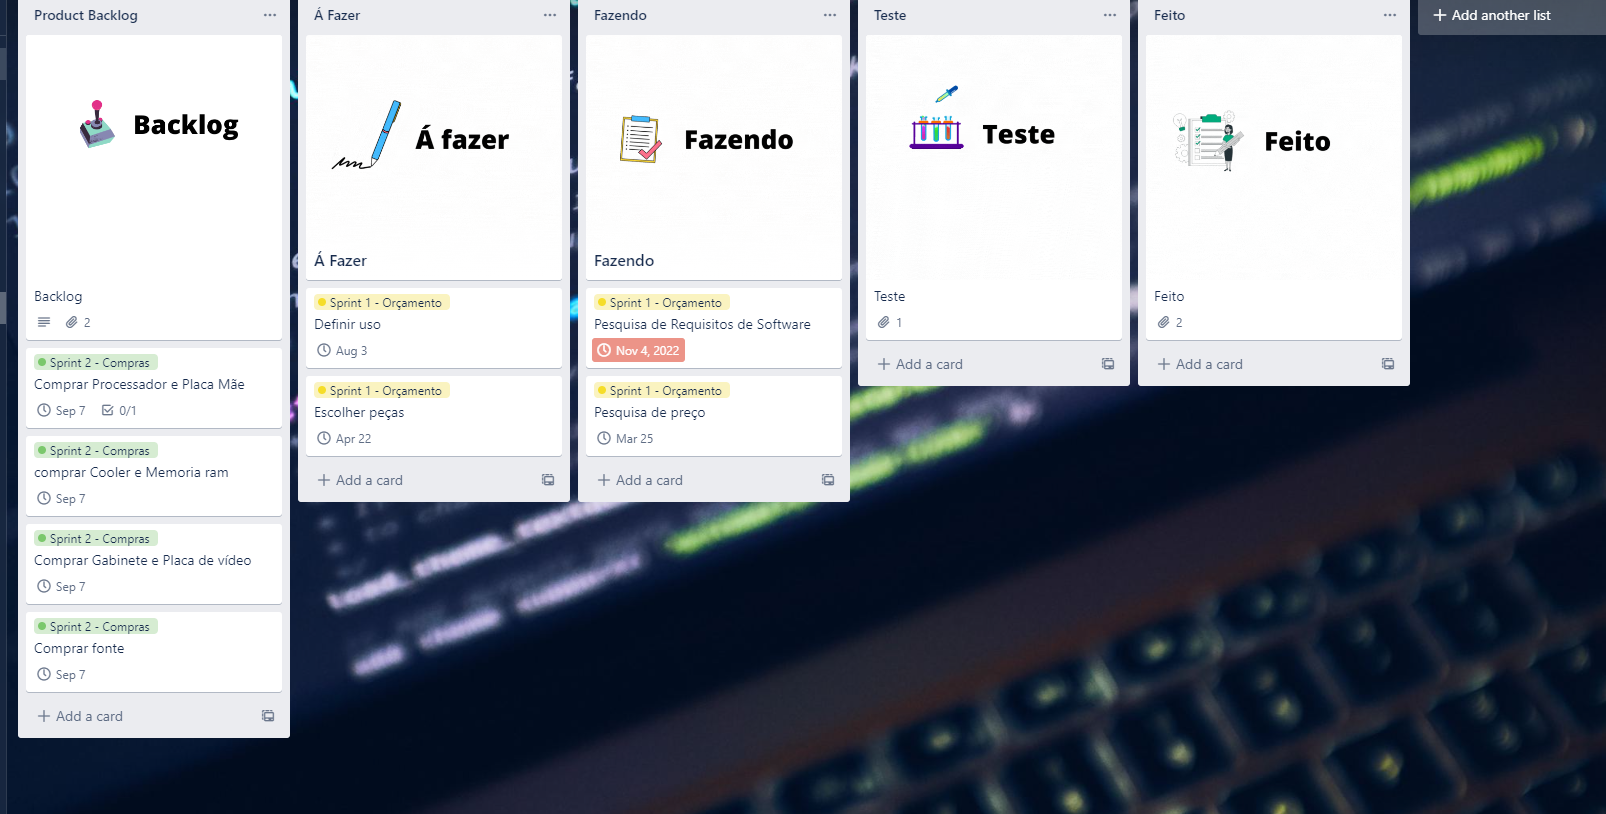 Product Backlog
Backlog
Backlog
2
Sprint 2 - Compras
Comprar Processador e Placa Mãe
Sep 7 0/1
Sprint 2 - Compras
comprar Cooler e Memoria ram
Sep 7
Sprint 2 - Compras
Comprar Gabinete e Placa de vídeo
Sep 7
Sprint 2 - Compras
Comprar fonte
Sep 7
Add a card
Á Fazer
Á fazer
Á Fazer
Sprint 1 - Orçamento
Definir uso
Aug 3
Sprint 1 - Orçamento
Escolher peças
Apr 22
Add a card
Fazendo
Fazendo
Fazendo
Sprint 1 - Orçamento
Pesquisa de Requisitos de Software
Nov 4, 2022
Sprint 1 - Orçamento
Pesquisa de preço
Mar 25
Add a card
Teste
Teste
Teste
1
Add a card
Feito
Feito
Feito
2
Add a card
Add another list